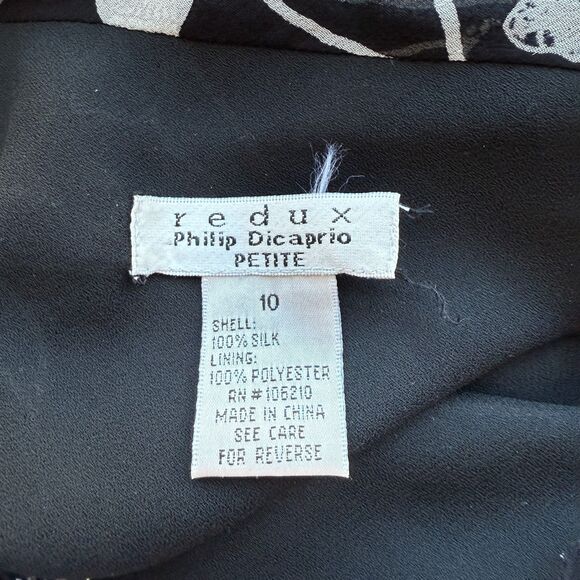 redux
Philip Dicaprio
PETITE
10
SHELL:
100% SILK
LINING:
100% POLYESTER
RN #106210
MADE IN CHINA
SEE CARE
FOR REVERSE